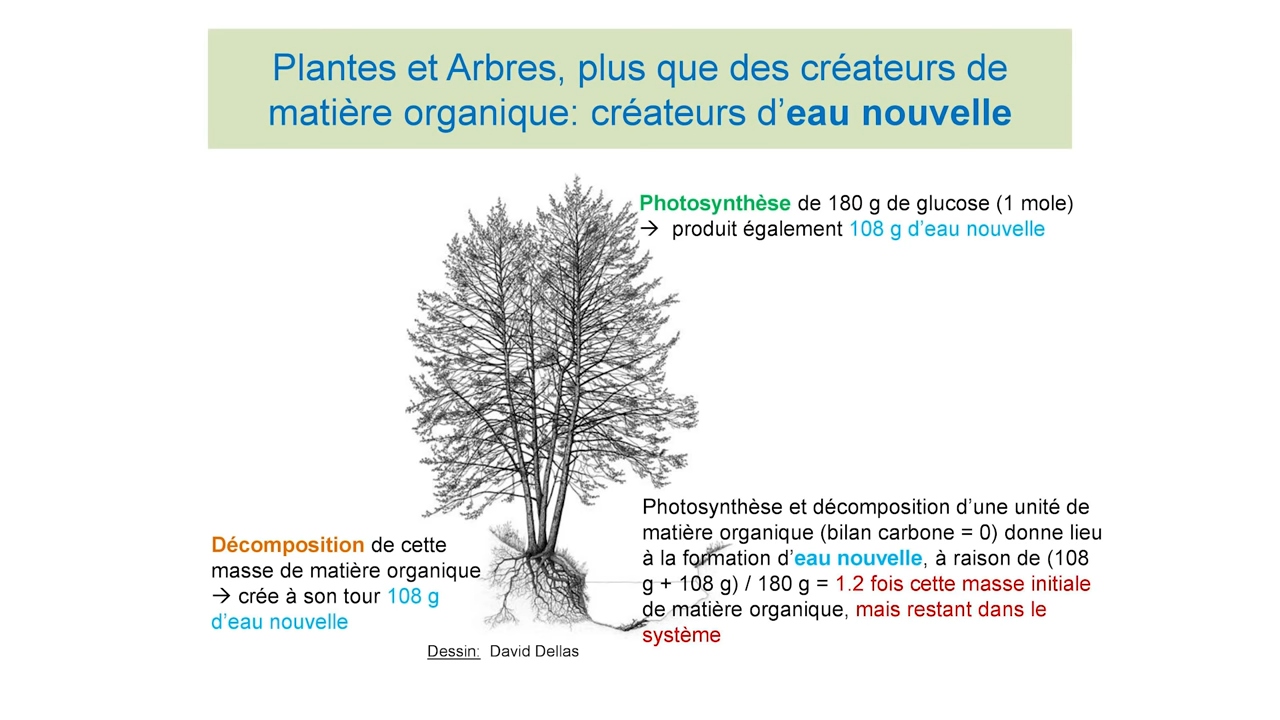 Plantes et Arbres, plus que des créateurs de
matière organique: créateurs d’eau nouvelle
Photosynthèse de 180 g de glucose (1 mole)
→ produit également 108 g d’eau nouvelle
Photosynthèse et décomposition d’une unité de
matière organique (bilan carbone = 0) donne lieu
à la formation d’eau nouvelle, à raison de (108
g + 108 g) / 180 g = 1.2 fois cette masse initiale
de matière organique, mais restant dans le
système
Décomposition de cette
masse de matière organique
→ crée à son tour 108 g
d’eau nouvelle
Dessin: David Dellas